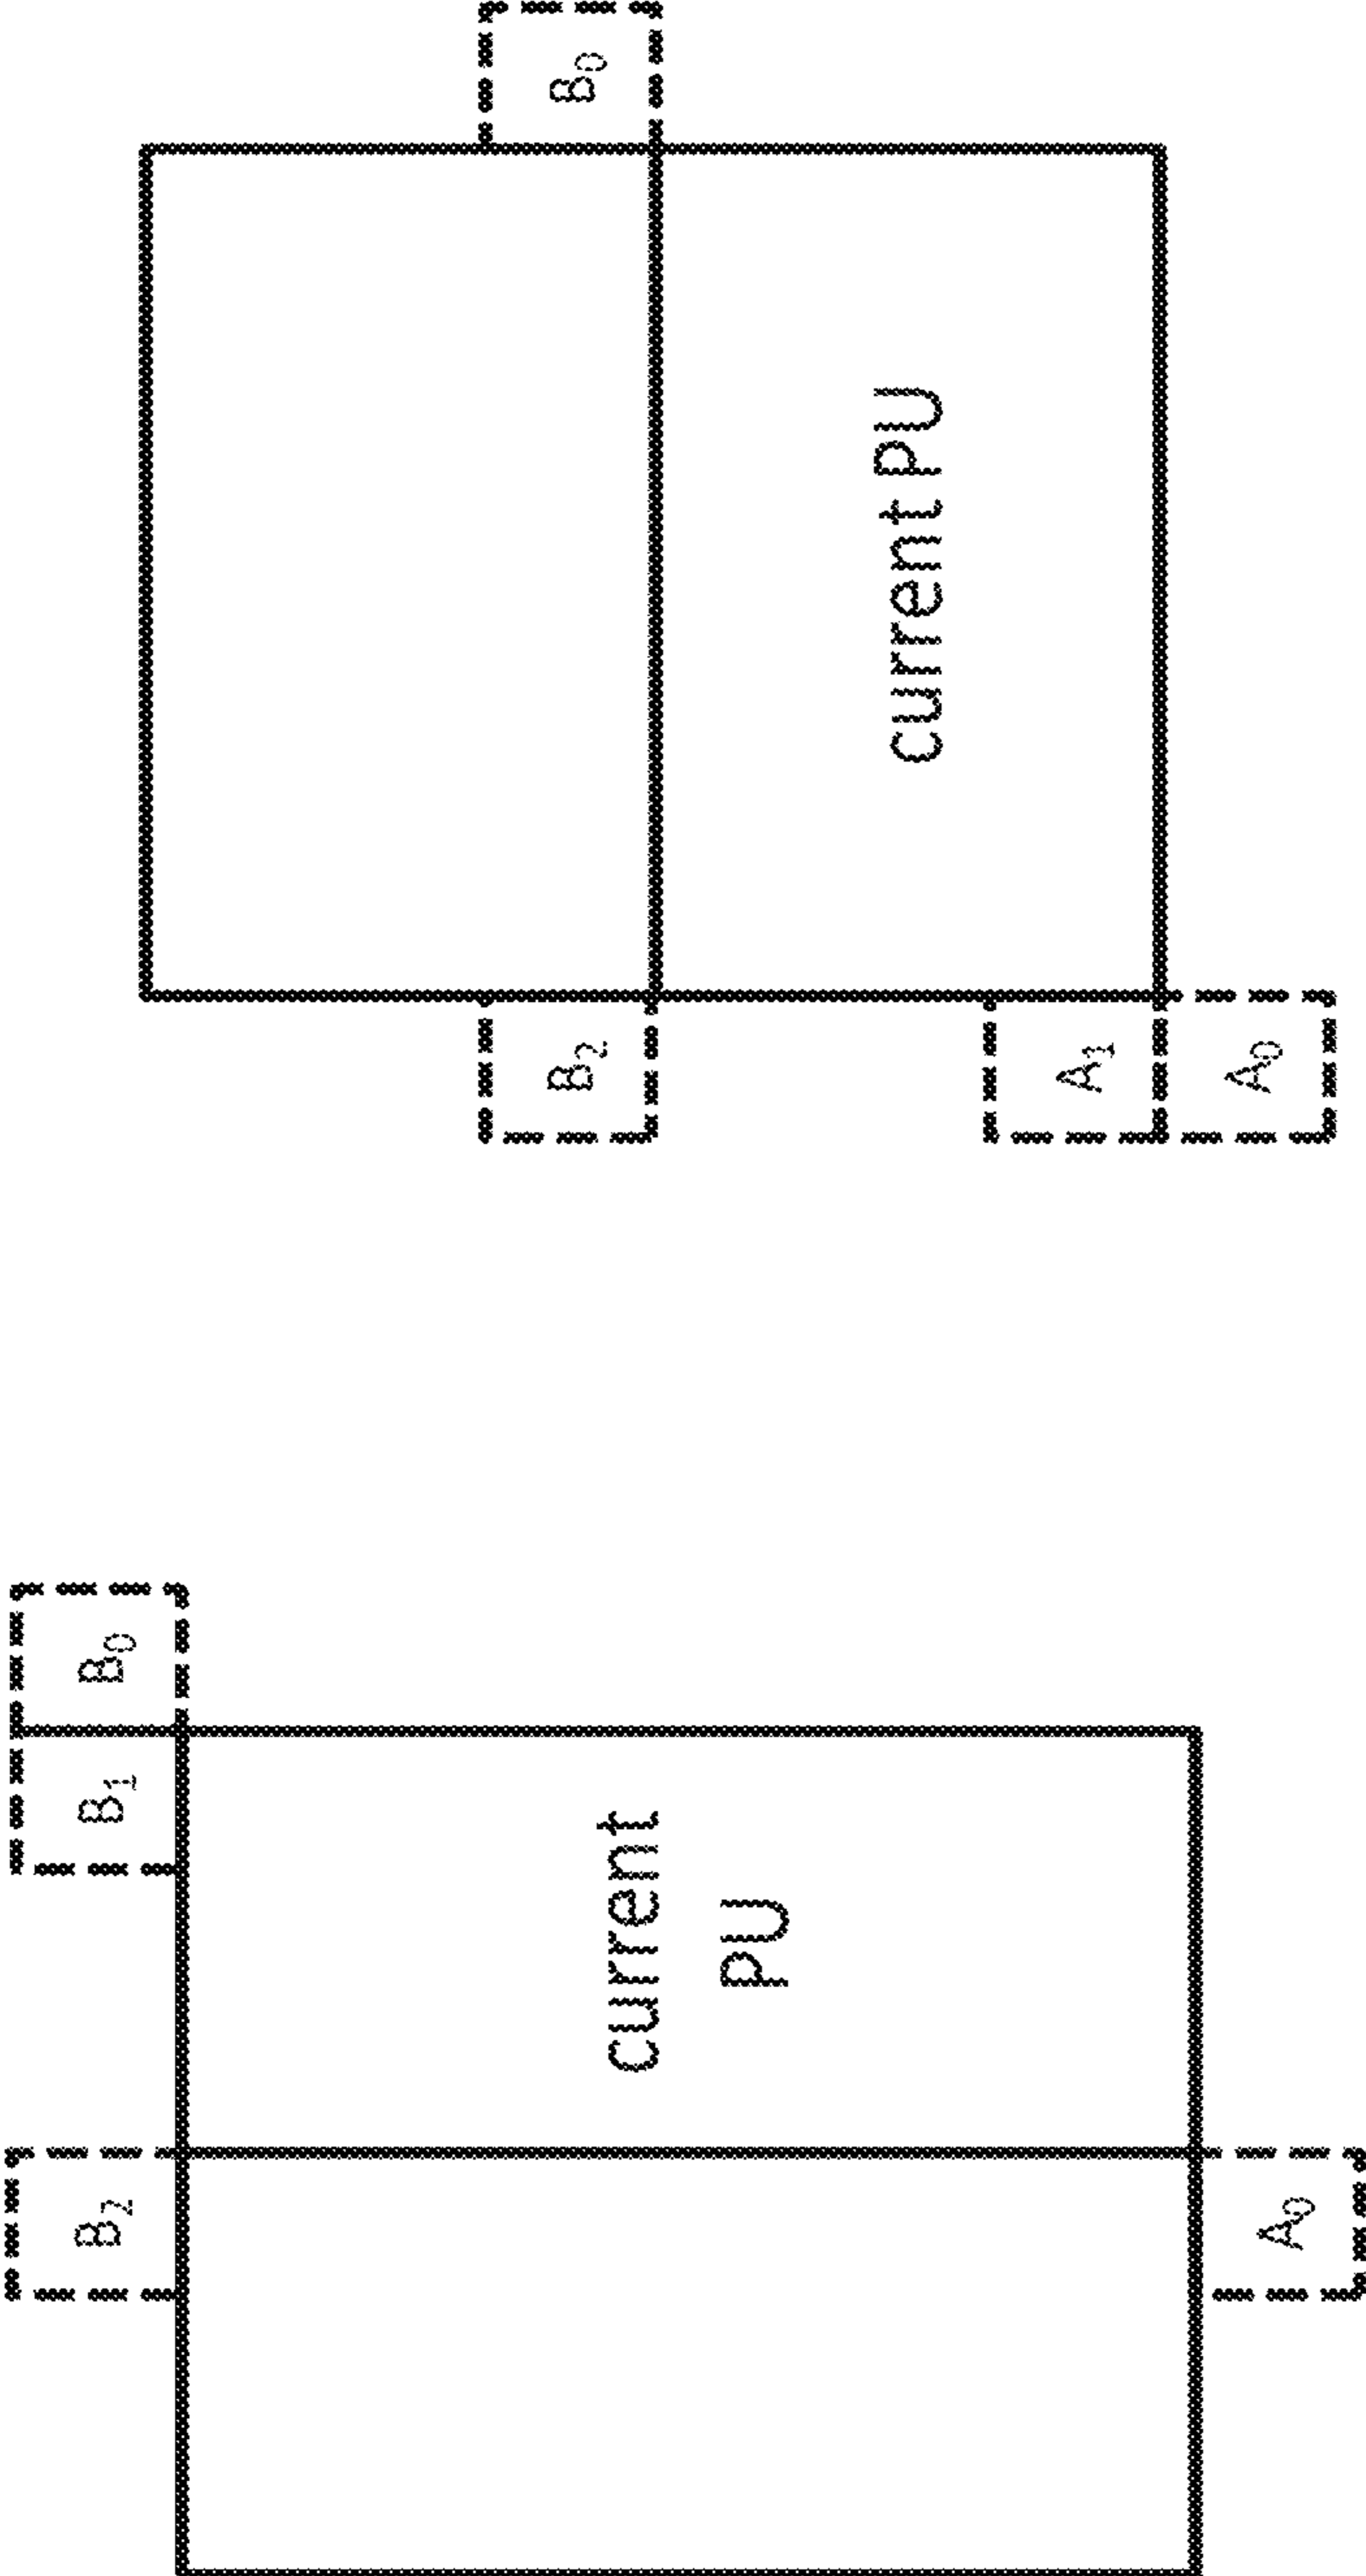 B₂
B₁
B₀
current
PU
A₀
B₂
B₀
current PU
A₁
A₀